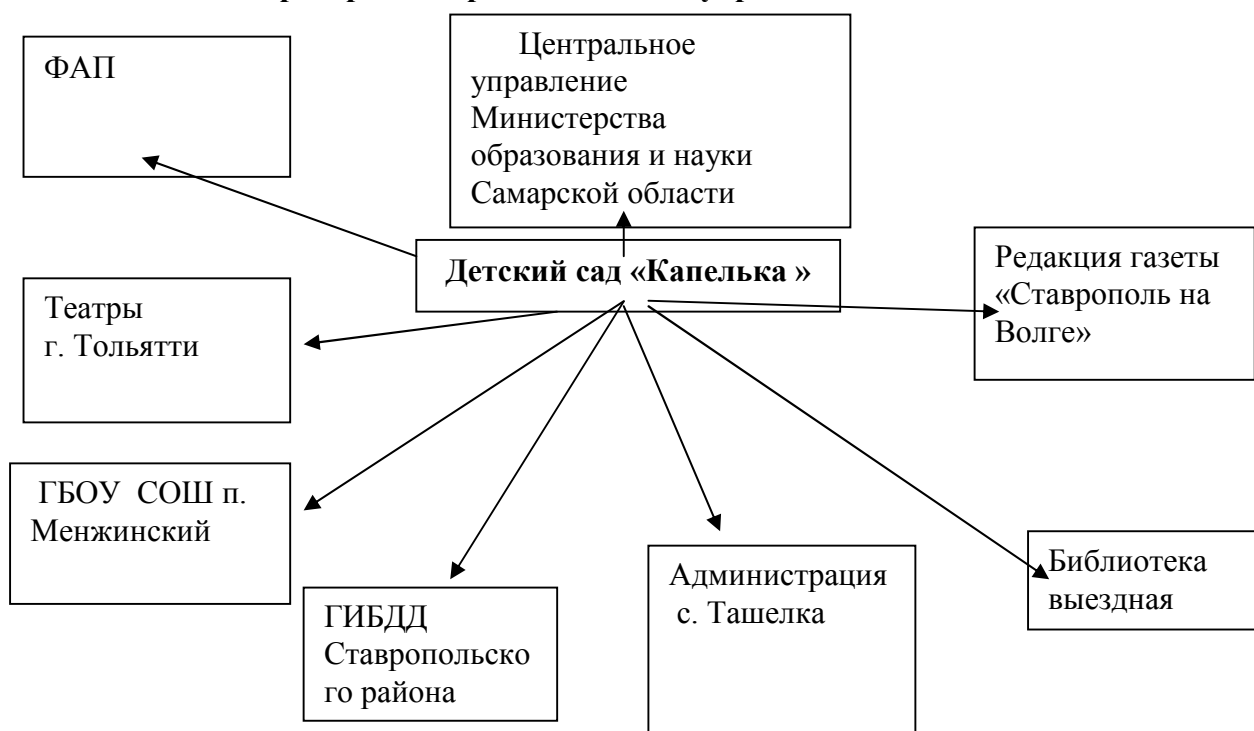 ФАП
Центральное
управление
Министерства
образования и науки
Самарской области
Детский сад «Капелька »
Редакция газеты
«Ставрополь на
Волге»
Театры
г. Тольятти
ГБОУ СОШ п.
Менжинский
ГИБДД
Ставропольско
го района
Администрация
с. Ташелка
Библиотека
выездная